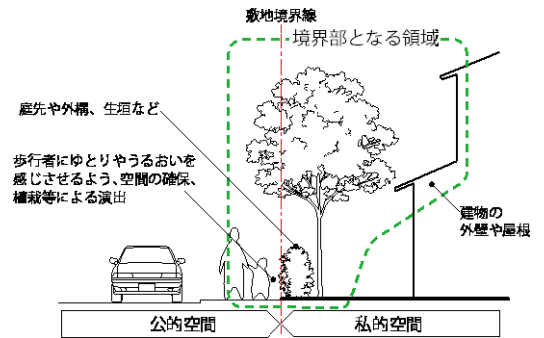 敷地境界線
境界部となる領域
庭先や外構、生垣など
歩行者にゆとりやうるおいを
感じさせるよう、空間の確保、
植栽等による演出
建物の
外壁や屋根
公的空間
私的空間